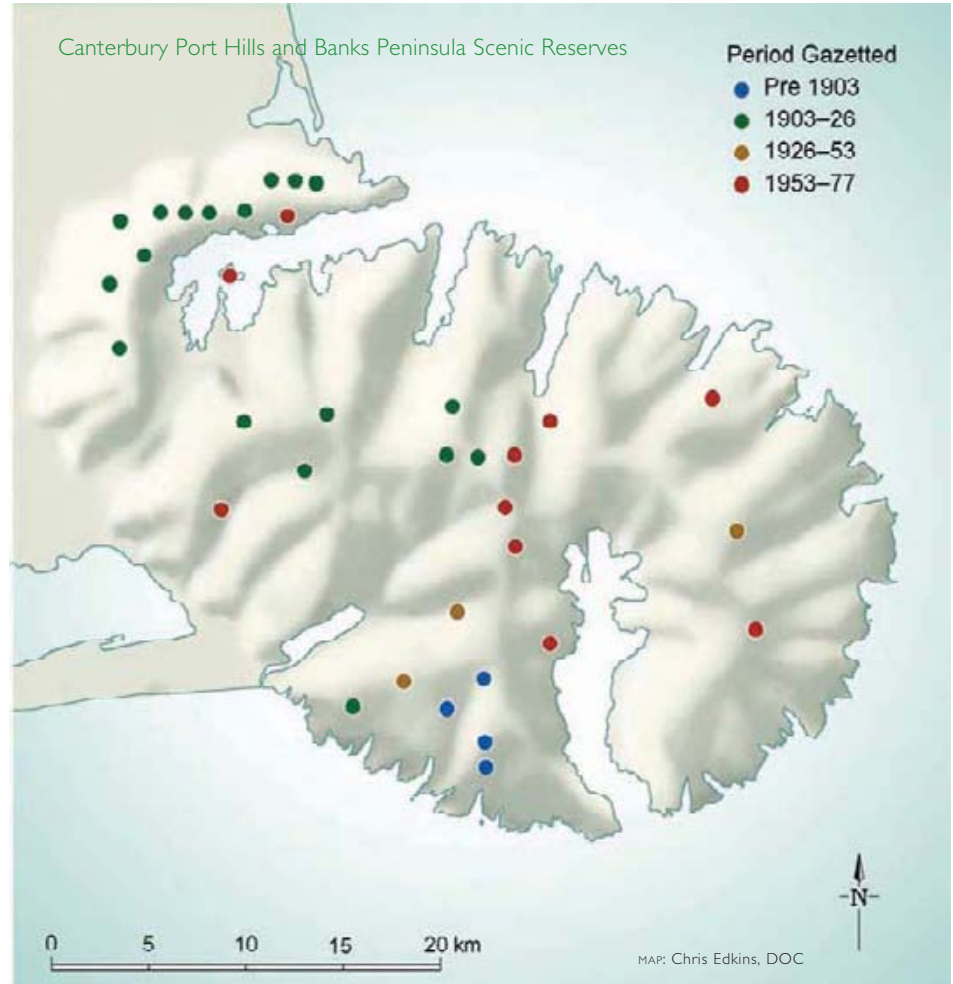 Canterbury Port Hills and Banks Peninsula Scenic Reserves
Period Gazetted
Pre 1903
1903–26
1926–53
1953–77
-N-
0 5 10 15 20 km
MAP: Chris Edkins, DOC